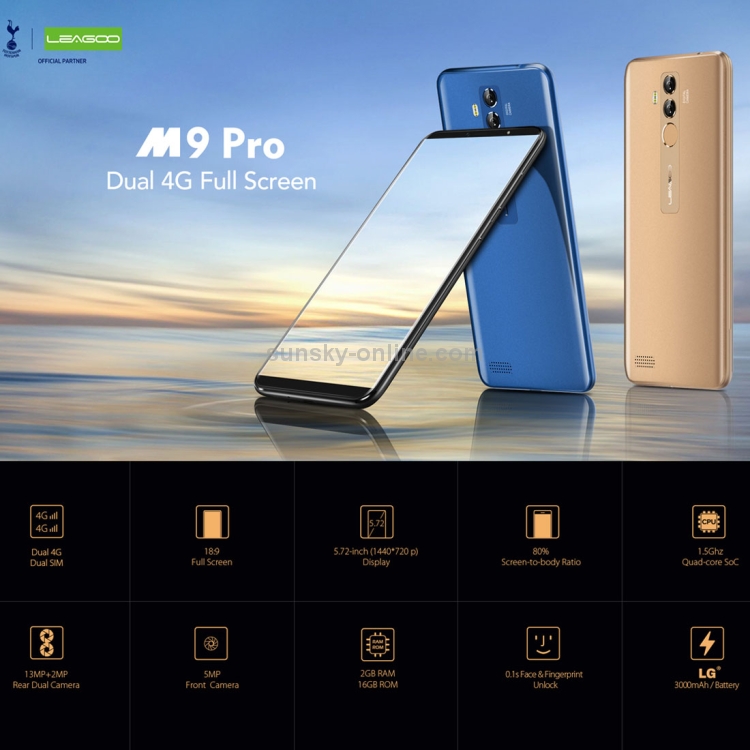 LEAGOO
OFFICIAL PARTNER
M9 Pro
Dual 4G Full Screen
sunsky-online.com
4G
4G
Dual 4G
Dual SIM
18:9
Full Screen
5.72
5.72-inch (1440*720 p)
Display
80%
Screen-to-body Ratio
CPU
1.5Ghz
Quad-core SoC
13MP+2MP
Rear Dual Camera
5MP
Front Camera
RAM
ROM
2GB RAM
16GB ROM
0.1s Face & Fingerprint
Unlock
LG®
3000mAh / Battery